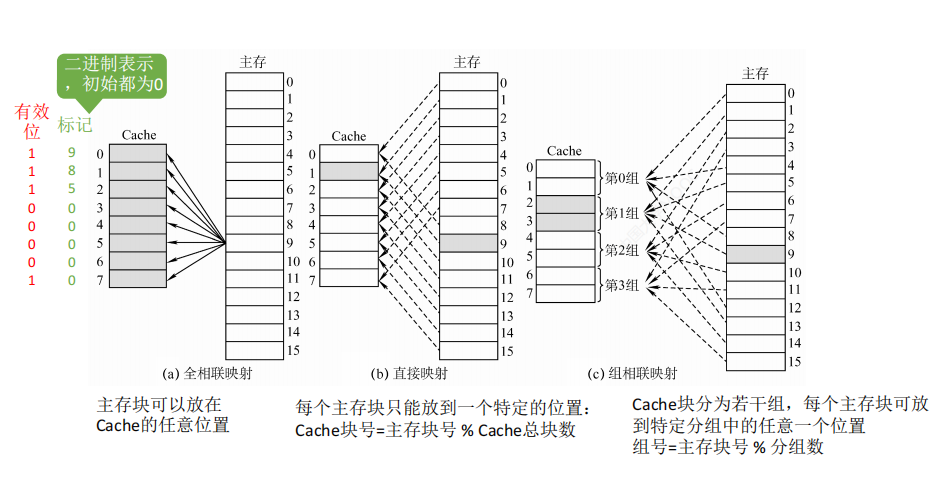 二进制表示
，初始都为0
有效
位
标记
Cache
主存
1 9 0
1 8 1
1 5 2
0 0 3
0 0 4
0 0 5
0 0 6
1 0 7
0
1
2
3
4
5
6
7
8
9
10
11
12
13
14
15
(a) 全相联映射
主存块可以放在
Cache的任意位置
主存
Cache
0
1
2
3
4
5
6
7
0
1
2
3
4
5
6
7
8
9
10
11
12
13
14
15
(b) 直接映射
每个主存块只能放到一个特定的位置：
Cache块号=主存块号 % Cache总块数
主存
Cache
0
1
2
3
4
5
6
7
第0组
第1组
第2组
第3组
0
1
2
3
4
5
6
7
8
9
10
11
12
13
14
15
(c) 组相联映射
Cache块分为若干组，每个主存块可放
到特定分组中的任意一个位置
组号=主存块号 % 分组数